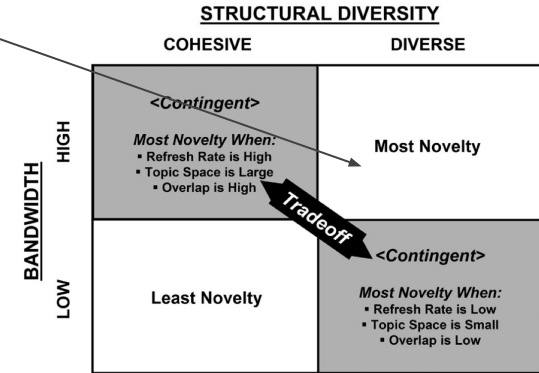 STRUCTURAL DIVERSITY
COHESIVE
DIVERSE
BANDWIDTH
HIGH
<Contingent>
Most Novelty When:
▪ Refresh Rate is High
▪ Topic Space is Large
▪ Overlap is High
Most Novelty
Tradeoff
LOW
Least Novelty
<Contingent>
Most Novelty When:
▪ Refresh Rate is Low
▪ Topic Space is Small
▪ Overlap is Low